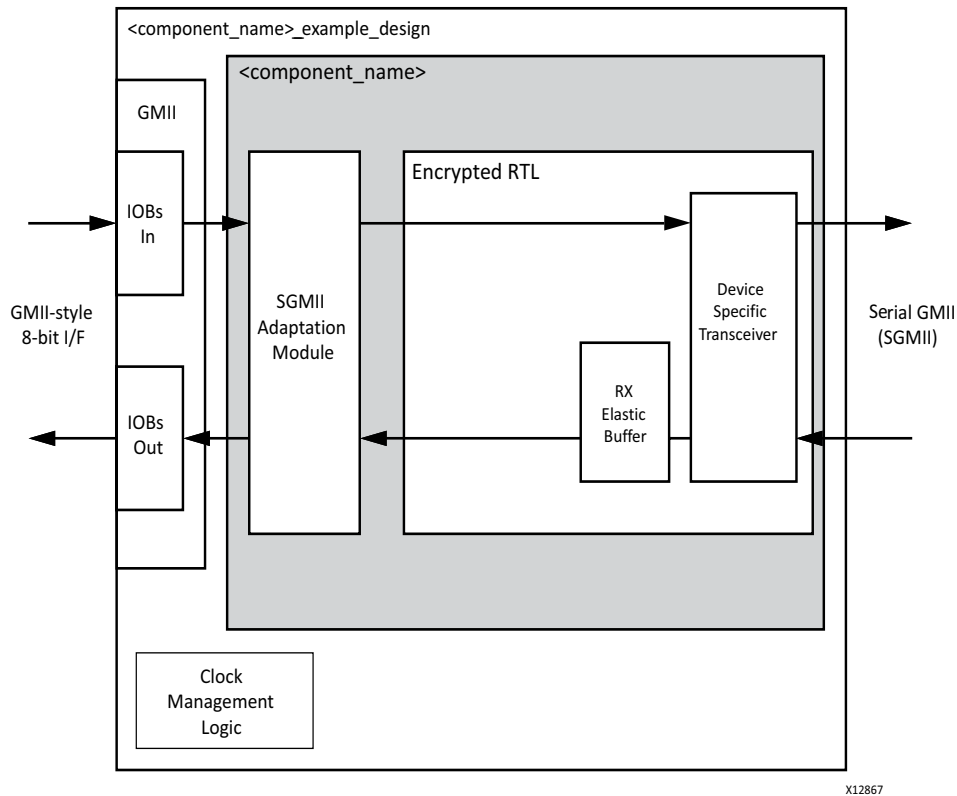 <component_name>_example_design
<component_name>
GMII
IOBs
In
Encrypted RTL
GMII-style
8-bit I/F
SGMII
Adaptation
Module
Device
Specific
Transceiver
Serial GMII
(SGMII)
IOBs
Out
RX
Elastic
Buffer
Clock
Management
Logic
X12867